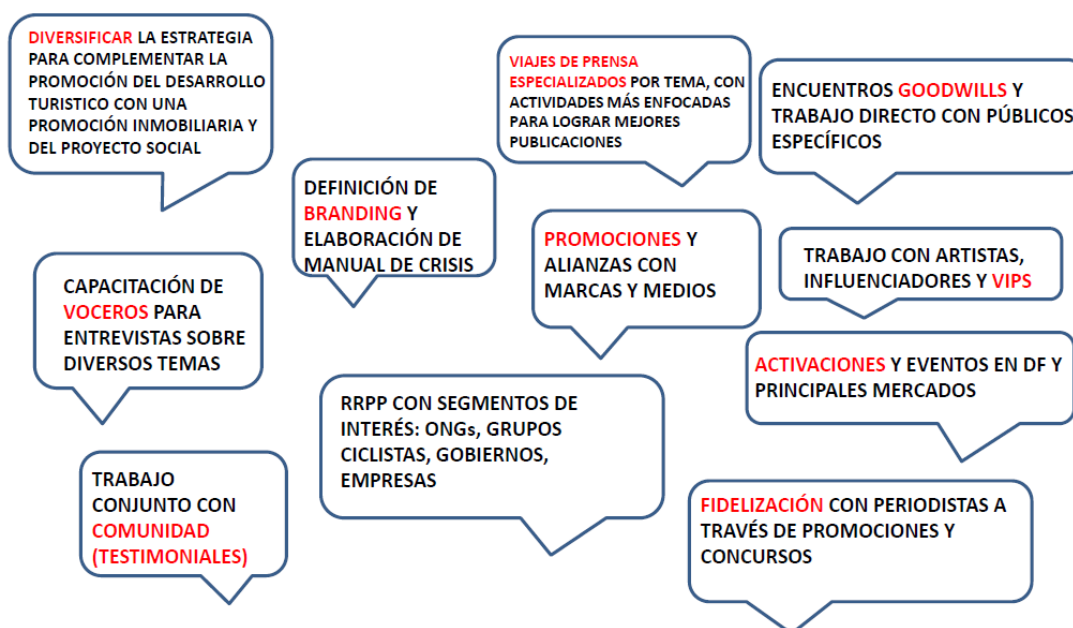 DIVERSIFICAR LA ESTRATEGIA
PARA COMPLEMENTAR LA
PROMOCIÓN DEL DESARROLLO
TURISTICO CON UNA
PROMOCIÓN INMOBILIARIA Y
DEL PROYECTO SOCIAL
VIAJES DE PRENSA
ESPECIALIZADOS POR TEMA, CON
ACTIVIDADES MÁS ENFOCADAS
PARA LOGRAR MEJORES
PUBLICACIONES
ENCUENTROS GOODWILLS Y
TRABAJO DIRECTO CON PÚBLICOS
ESPECÍFICOS
DEFINICIÓN DE
BRANDING Y
ELABORACIÓN DE
MANUAL DE CRISIS
PROMOCIONES Y
ALIANZAS CON
MARCAS Y MEDIOS
TRABAJO CON ARTISTAS,
INFLUENCIADORES Y VIPS
CAPACITACIÓN DE
VOCEROS PARA
ENTREVISTAS SOBRE
DIVERSOS TEMAS
ACTIVACIONES Y EVENTOS EN DF Y
PRINCIPALES MERCADOS
RRPP CON SEGMENTOS DE
INTERÉS: ONGs, GRUPOS
CICLISTAS, GOBIERNOS,
EMPRESAS
TRABAJO
CONJUNTO CON
COMUNIDAD
(TESTIMONIALES)
FIDELIZACIÓN CON PERIODISTAS A
TRAVÉS DE PROMOCIONES Y
CONCURSOS